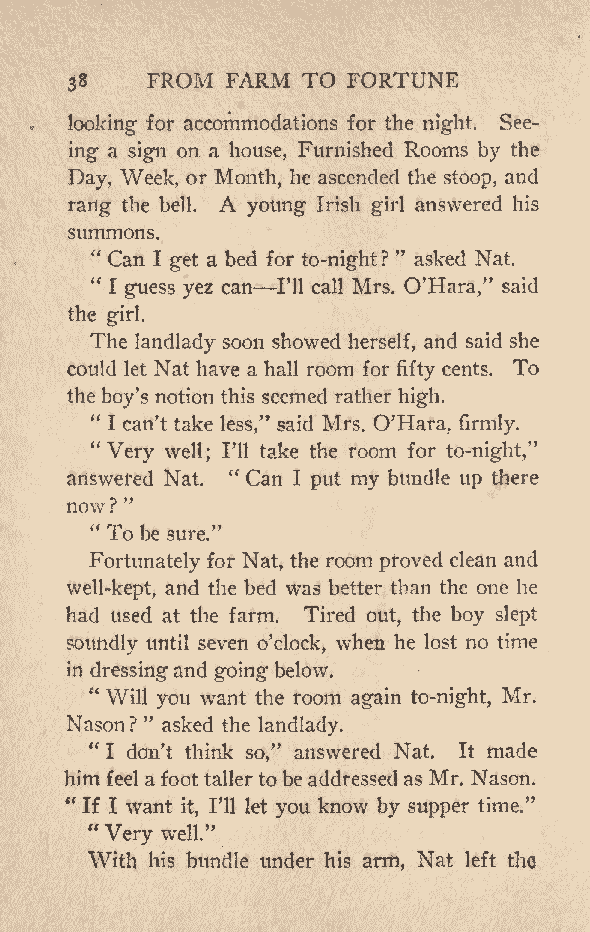 38 FROM FARM TO FORTUNE
looking for accommodations for the night. See-
ing a sign on a house, Furnished Rooms by the
Day, Week, or Month, he ascended the stoop, and
rang the bell. A young Irish girl answered his
summons.
“ Can I get a bed for to-night? ” asked Nat.
“ I guess yez can—I’ll call Mrs. O’Hara,” said
the girl.
The landlady soon showed herself, and said she
could let Nat have a hall room for fifty cents. To
the boy’s notion this seemed rather high.
“ I can’t take less,” said Mrs. O’Hara, firmly.
“ Very well; I’ll take the room for to-night,”
answered Nat. “ Can I put my bundle up there
now? ”
“ To be sure.”
Fortunately for Nat, the room proved clean and
well-kept, and the bed was better than the one he
had used at the farm. Tired out, the boy slept
soundly until seven o’clock, when he lost no time
in dressing and going below.
“ Will you want the room again to-night, Mr.
Nason? ” asked the landlady.
“ I don’t think so,” answered Nat. It made
him feel a foot taller to be addressed as Mr. Nason.
“ If I want it, I’ll let you know by supper time.”
“ Very well.”
With his bundle under his arm, Nat left the